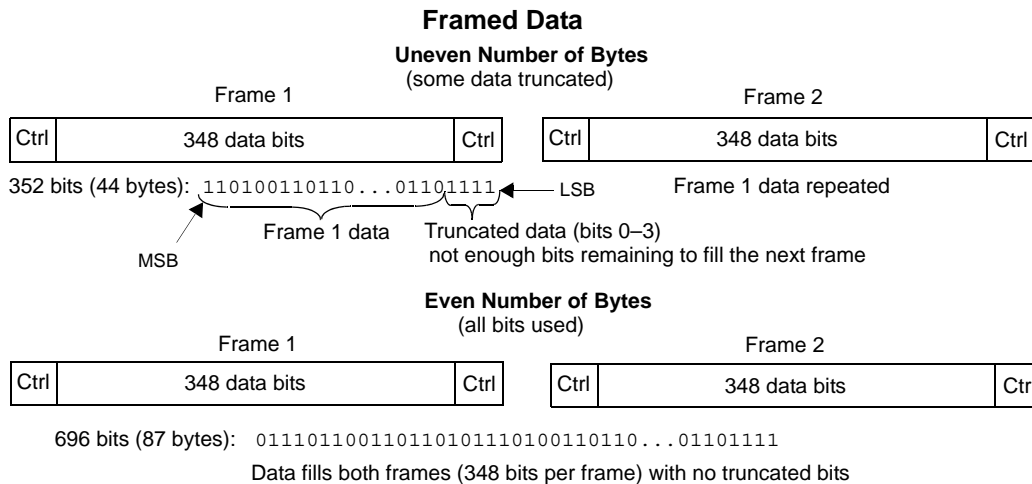 Framed Data
Uneven Number of Bytes
(some data truncated)
Frame 1
Frame 2
Ctrl 348 data bits Ctrl Ctrl 348 data bits Ctrl
352 bits (44 bytes): 110100110110...01101111 LSB Frame 1 data repeated
Frame 1 data Truncated data (bits 0–3)
MSB not enough bits remaining to fill the next frame
Even Number of Bytes
(all bits used)
Frame 1
Frame 2
Ctrl 348 data bits Ctrl Ctrl 348 data bits Ctr
696 bits (87 bytes): 01110110011011010111010011​0110...01101111
Data fills both frames (348 bits per frame) with no truncated bits